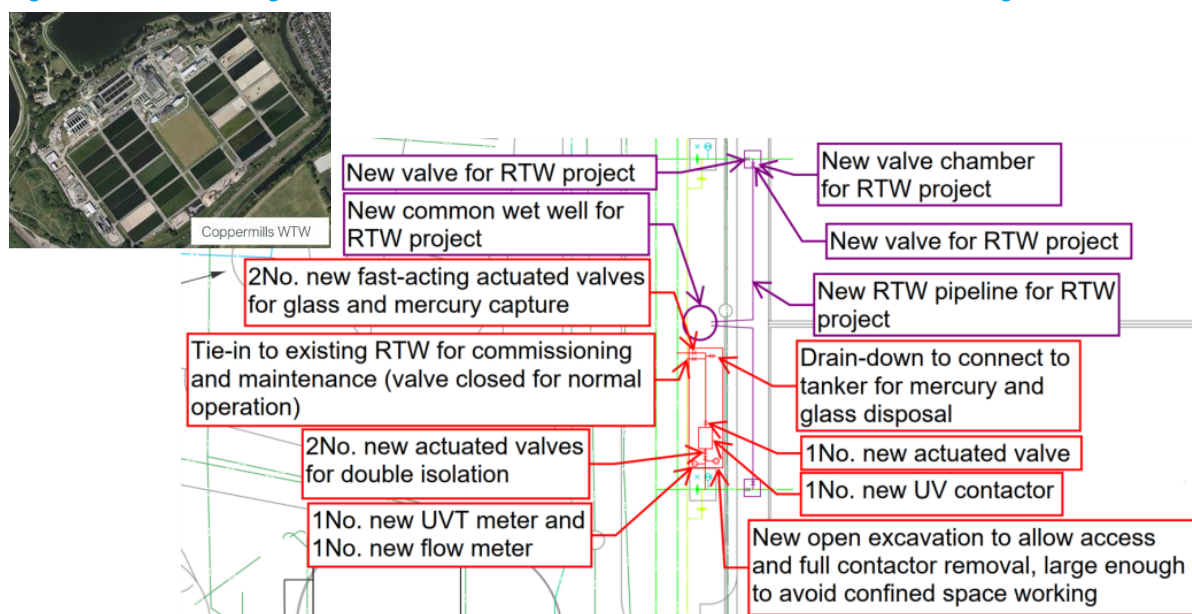 Coppermills WTW
New valve for RTW project
New valve chamber
for RTW project
New common wet well for
RTW project
New valve for RTW project
2No. new fast-acting actuated valves
for glass and mercury capture
New RTW pipeline for RTW
project
Tie-in to existing RTW for commissioning
and maintenance (valve closed for normal
operation)
Drain-down to connect to
tanker for mercury and
glass disposal
2No. new actuated valves
for double isolation
1No. new actuated valve
1No. new UV contactor
1No. new UVT meter and
1No. new flow meter
New open excavation to allow access
and full contactor removal, large enough
to avoid confined space working